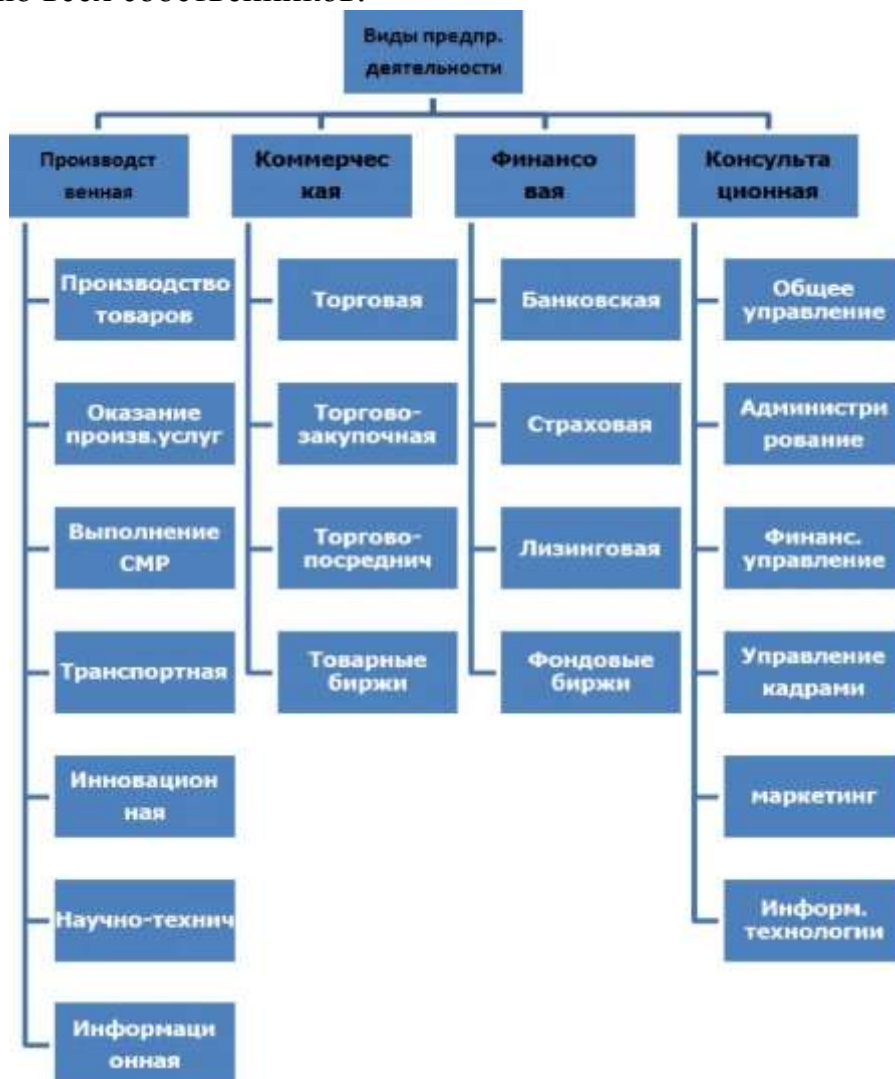 Виды предпр.
деятельности
Производст
венная
Коммерчес
кая
Финансо
вая
Консульта
ционная
Производство
товаров
Оказание
произв.услуг
Выполнение
СМР
Транспортная
Инновацион
ная
Научно-технич
Информаци
онная
Торговая
Торгово-
закупочная
Торгово-
посреднич
Товарные
биржи
Банковская
Страховая
Лизинговая
Фондовые
биржи
Общее
управление
Администри
рование
Финанс.
управление
Управление
кадрами
маркетинг
Информ.
технологии